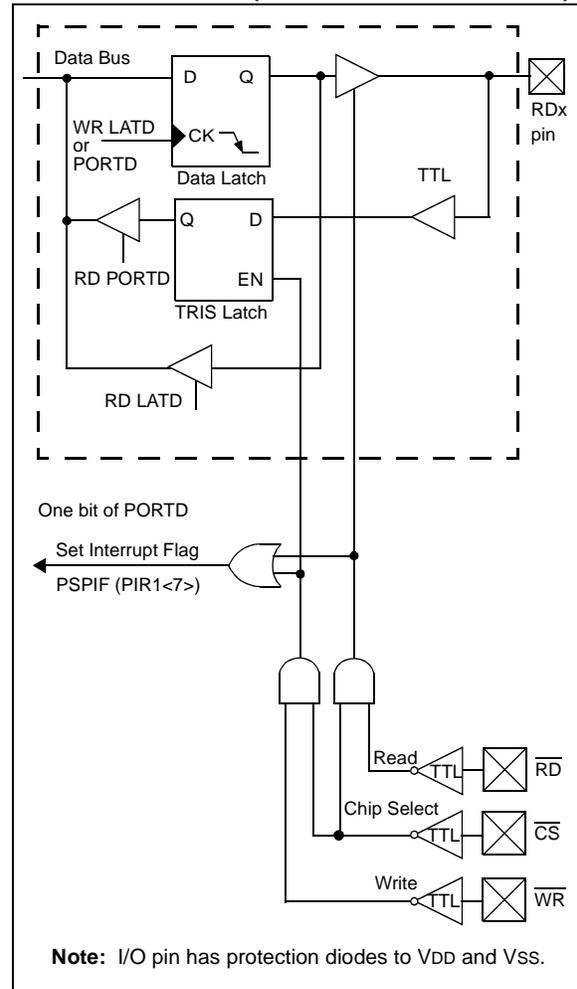 Data Bus
D Q
WR LATD
or
PORTD
CK
Data Latch
RDx
pin
TTL
Q D
RD PORTD
EN
TRIS Latch
RD LATD
One bit of PORTD
Set Interrupt Flag
PSPIF (PIR1<7>)
Read
TTL
RD
Chip Select
TTL
CS
Write
TTL
WR
Note: I/O pin has protection diodes to VDD and VSS.